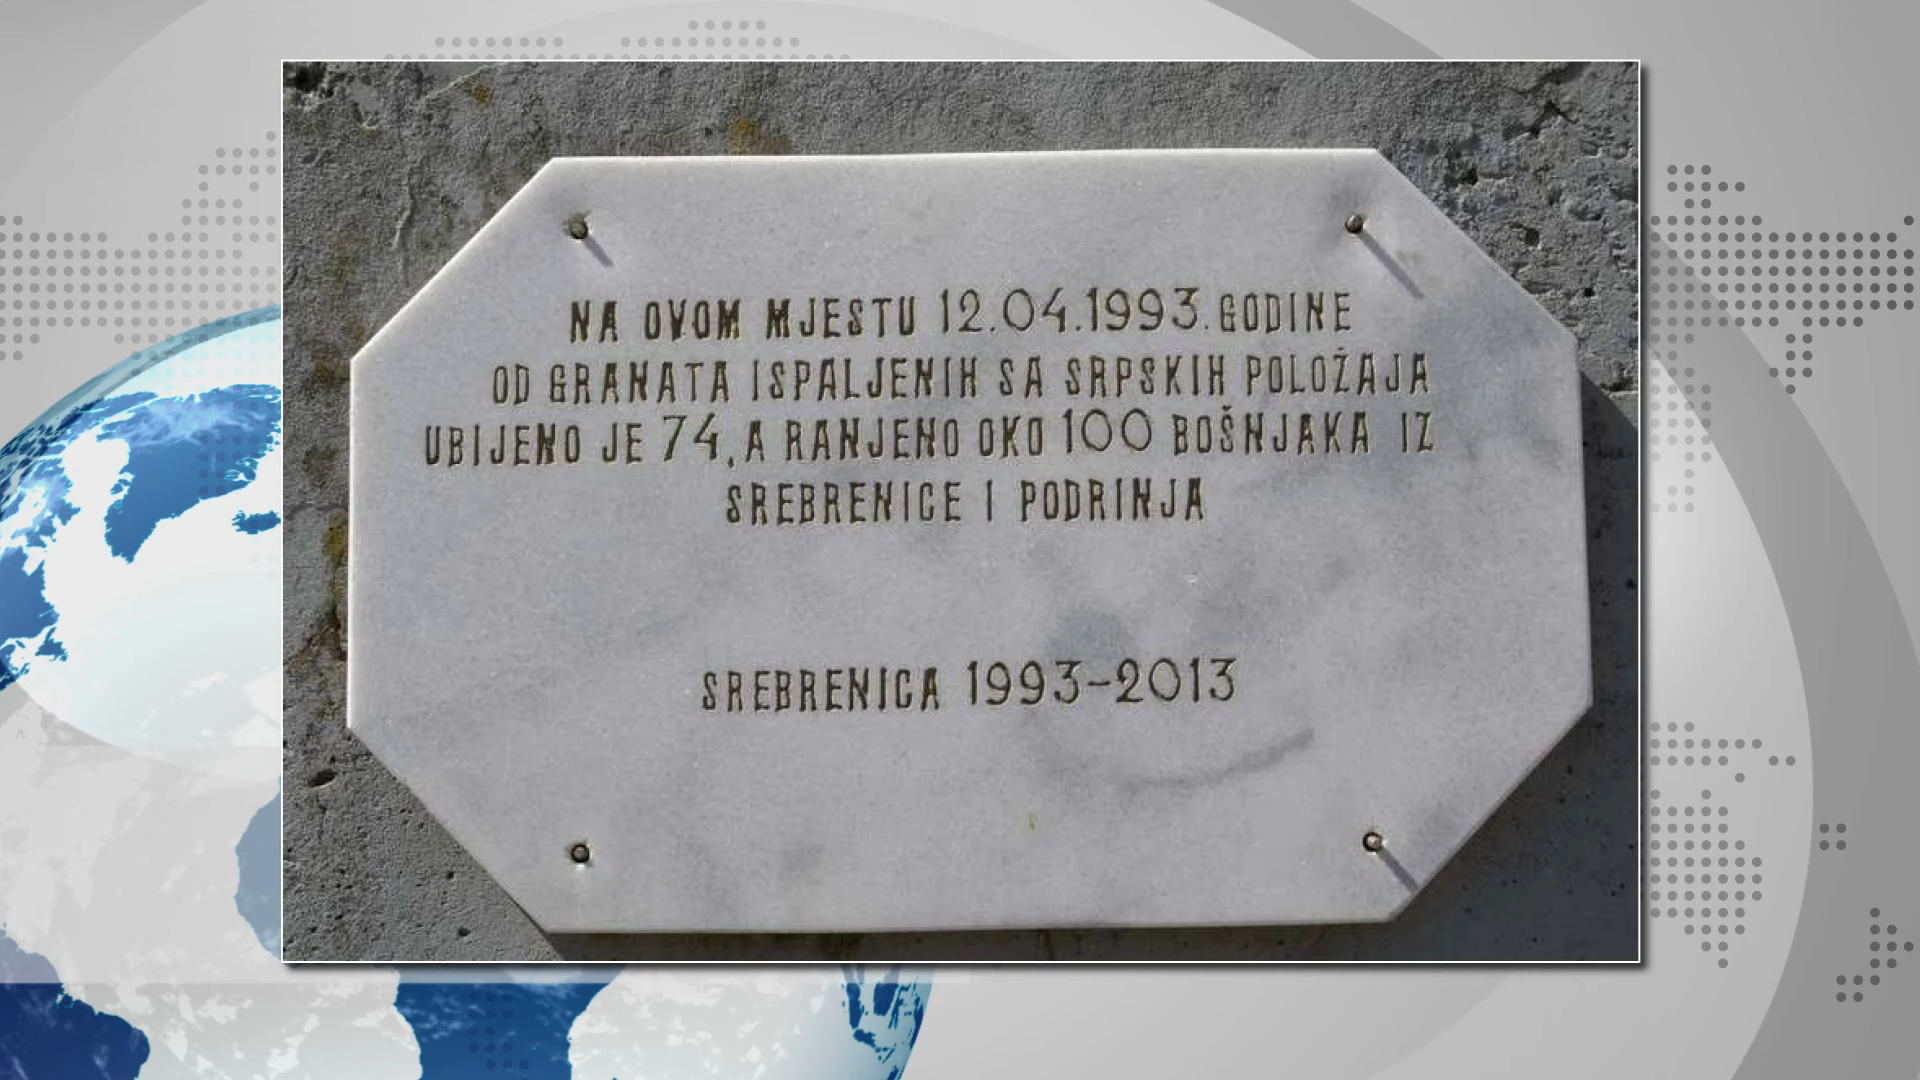 NA OVOM MJESTU 12.04.1993. GODINE
OD GRANATA ISPALJENIH SA SRPSKIH POLOŽAJA
UBIJENO JE 74, A RANJENO OKO 100 BOŠNJAKA IZ
SREBRENICE I PODRINJA
SREBRENICA 1993-2013